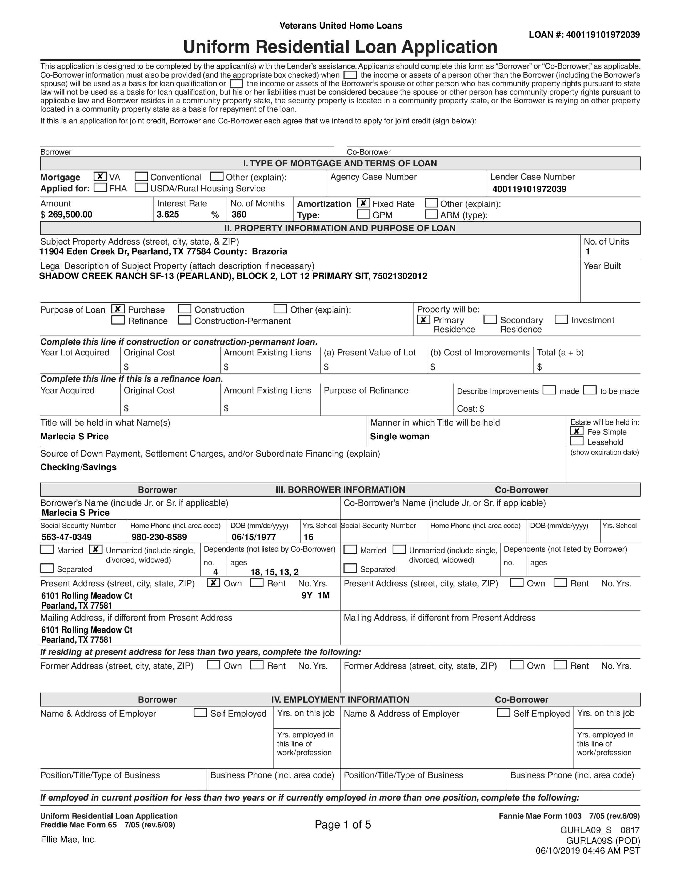 Veterans United Home Loans
LOAN #: 400119101972039
Uniform Residential Loan Application
This application is designed to be completed by the applicant(s) with the Lender's assistance. Applicants should complete this form as "Borrower" or "Co-Borrower," as applicable.
Co-Borrower information must also be provided (and the appropriate box checked) when the income or assets of a person other than the Borrower (including the Borrower's
spouse) will be used as a basis for loan qualification or the income or assets of the Borrower's spouse or other person who has community property rights pursuant to state
law will not be used as a basis for loan qualification, but his or her liabilities must be considered because the spouse or other person has community property rights pursuant to
applicable law and Borrower resides in a community property state, the security property is located in a community property state, or the Borrower is relying on other property
located in a community property state as a basis for repayment of the loan.
If this is an application for joint credit, Borrower and Co-Borrower each agree that we intend to apply for joint credit (sign below):
Borrower Co-Borrower
I. TYPE OF MORTGAGE AND TERMS OF LOAN
Mortgage X VA Conventional Other (explain): Agency Case Number Lender Case Number
Applied for: FHA USDA/Rural Housing Service 400119101972039
Amount Interest Rate No. of Months Amortization X Fixed Rate Other (explain):
$ 269,500.00 3.625 % 360 Type: GPM ARM (type):
II. PROPERTY INFORMATION AND PURPOSE OF LOAN
Subject Property Address (street, city, state, & ZIP) No. of Units
11904 Eden Creek Dr, Pearland, TX 77584 County: Brazoria 1
Legal Description of Subject Property (attach description if necessary) Year Built
SHADOW CREEK RANCH SF-13 (PEARLAND), BLOCK 2, LOT 12 PRIMARY SIT, 75021302012
Purpose of Loan X Purchase Construction Other (explain): Property will be:
Refinance Construction-Permanent X Primary Residence Secondary Residence Investment
Complete this line if construction or construction-permanent loan.
Year Lot Acquired Original Cost Amount Existing Liens (a) Present Value of Lot (b) Cost of Improvements Total (a + b)
$ $ $ $ $
Complete this line if this is a refinance loan.
Year Acquired Original Cost Amount Existing Liens Purpose of Refinance Describe Improvements made to be made
$ $ Cost: $
Title will be held in what Name(s) Manner in which Title will be held Estate will be held in:
Marlecia S Price Single woman X Fee Simple
Leasehold
Source of Down Payment, Settlement Charges, and/or Subordinate Financing (explain) (show expiration date)
Checking/Savings
Borrower III. BORROWER INFORMATION Co-Borrower
Borrower's Name (include Jr. or Sr. if applicable) Co-Borrower's Name (include Jr. or Sr. if applicable)
Marlecia S Price
Social Security Number Home Phone (incl. area code) DOB (mm/dd/yyyy) Yrs. School Social Security Number Home Phone (incl. area code) DOB (mm/dd/yyyy) Yrs. School
563-47-0349 980-230-8589 06/15/1977 16
Married X Unmarried (include single, Dependents (not listed by Co-Borrower) Married Unmarried (include single, Dependents (not listed by Borrower)
divorced, widowed) no. ages divorced, widowed) no. ages
Separated 4 18, 15, 13, 2 Separated
Present Address (street, city, state, ZIP) X Own Rent No. Yrs. Present Address (street, city, state, ZIP) Own Rent No. Yrs.
6101 Rolling Meadow Ct 9Y 1M
Pearland, TX 77581
Mailing Address, if different from Present Address Mailing Address, if different from Present Address
6101 Rolling Meadow Ct
Pearland, TX 77581
If residing at present address for less than two years, complete the following:
Former Address (street, city, state, ZIP) Own Rent No. Yrs. Former Address (street, city, state, ZIP) Own Rent No. Yrs.
Borrower IV. EMPLOYMENT INFORMATION Co-Borrower
Name & Address of Employer Self Employed Yrs. on this job Name & Address of Employer Self Employed Yrs. on this job
Yrs. employed in Yrs. employed in
this line of this line of
work/profession work/profession
Position/Title/Type of Business Business Phone (incl. area code) Position/Title/Type of Business Business Phone (incl. area code)
If employed in current position for less than two years or if currently employed in more than one position, complete the following:
Uniform Residential Loan Application Fannie Mae Form 1003 7/05 (rev.6/09)
Freddie Mac Form 65 7/05 (rev.6/09) Page 1 of 5
Ellie Mae, Inc. GURLA09_S 0817
GURLA09S (POD)
06/10/2019 04:46 AM PST